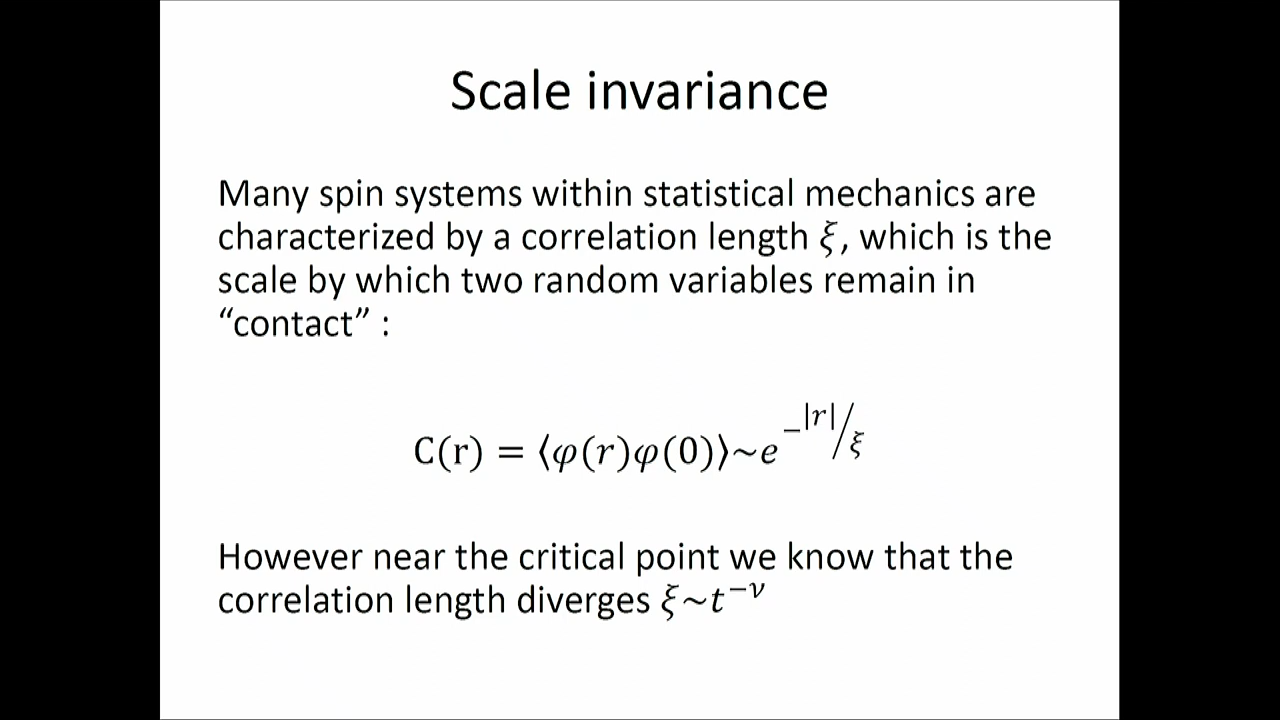 Scale invariance
Many spin systems within statistical mechanics are
characterized by a correlation length ξ, which is the
scale by which two random variables remain in
“contact” :
C(r) = ⟨φ(r)φ(0)⟩~e^{−|r|/ξ}
However near the critical point we know that the
correlation length diverges ξ~t^{−ν}